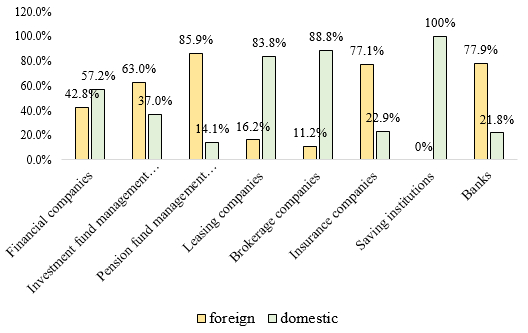 120.0%
100.0%
80.0%
60.0%
40.0%
20.0%
0.0%
42.8%
57.2%
63.0%
37.0%
85.9%
14.1%
16.2%
83.8%
11.2%
88.8%
77.1%
22.9%
0%
100%
77.9%
21.8%
Financial companies
Investment fund management…
Pension fund management…
Leasing companies
Brokerage companies
Insurance companies
Saving institutions
Banks
foreign domestic